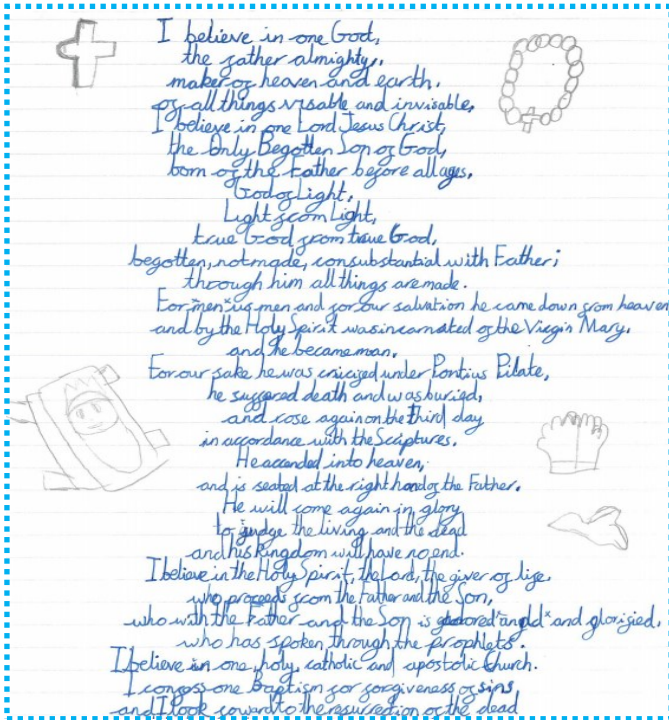 I believe in one God,
the Father almighty,
maker of heaven and earth,
of all things visable and invisable,
I believe in one Lord Jesus Christ,
the Only Begotten Son of God,
born of the Father before all ages,
God of Light,
Light from Light,
true God from true God,
begotten, not made, consubstantial with Father;
through him all things are made.
For "men" us men and for our salvation he came down from heaven
and by the Holy Spirit was incarnated of the Virgin Mary,
and he became man.
For our sake he was crucified under Pontius Pilate,
he suffered death and was buried,
and rose again on the third day
in accordance with the Scriptures.
He accended into heaven,
and is seated at the right hand of the Father.
He will come again in glory
to judge the living and the dead
and his kingdom will have no end.
I believe in the Holy Spirit, the Lord, the giver of life,
who proceeds from the Father and the Son,
who with the Father and the Son is and glorified,
who has spoken through the prophlets.
I believe in one, holy, catholic and apostolic Church.
I confess one Baptism for forgiveness of sins
and I look foward to the resurrection of the dead